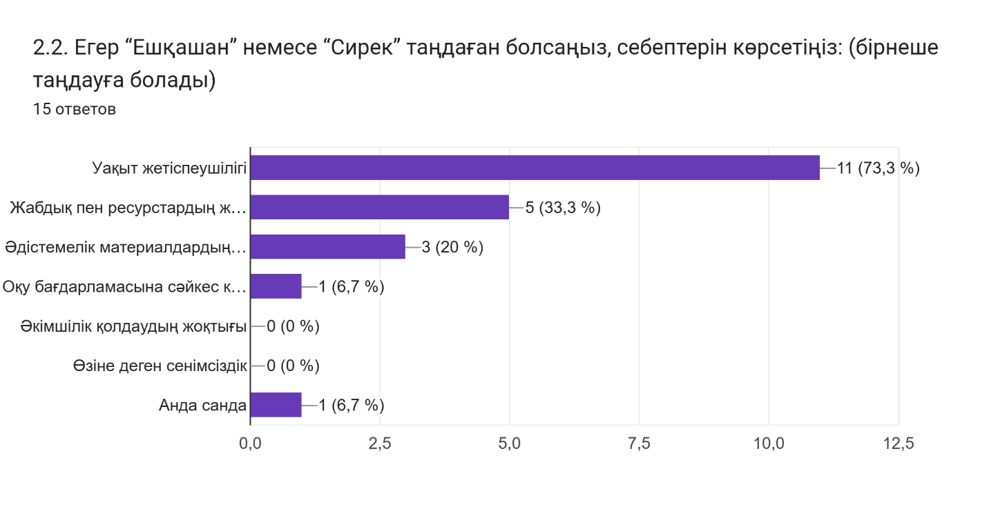 2.2. Егер “Ешқашан” немесе “Сирек” таңдаған болсаңыз, себептерін көрсетіңіз: (бірнеше
таңдауға болады)
15 ответов
Уақыт жетіспеушілігі
11 (73,3 %)
Жабдық пен ресурстардың ж…
5 (33,3 %)
Әдістемелік материалдардың…
3 (20 %)
Оқу бағдарламасына сәйкес к…
1 (6,7 %)
Әкімшілік қолдаудың жоқтығы
0 (0 %)
Өзіне деген сенімсіздік
0 (0 %)
Анда санда
1 (6,7 %)
0,0 2,5 5,0 7,5 10,0 12,5